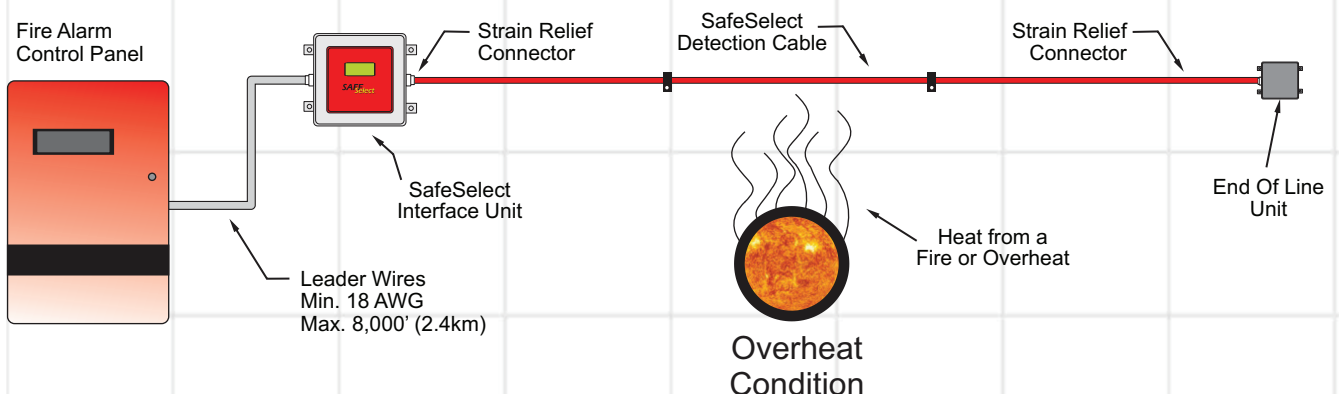 Fire Alarm
Control Panel
SAFE
Select
Strain Relief
Connector
SafeSelect
Detection Cable
Strain Relief
Connector
SafeSelect
Interface Unit
End Of Line
Unit
Heat from a
Fire or Overheat
Leader Wires
Min. 18 AWG
Max. 8,000’ (2.4km)
Overheat
Condition